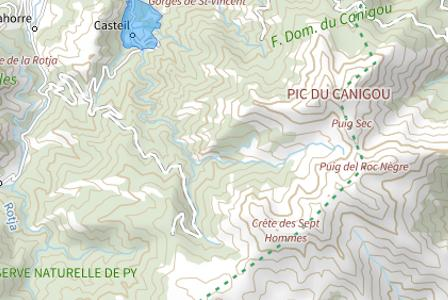 Gorges de St-Vincent
Casteil
F. Dom. du Canigou
de la Rotja
PIC DU CANIGOU
Puig Sec
Puig del Roc Nègre
Rotja
Crête des Sept
Hommes
SERVE NATURELLE DE PY